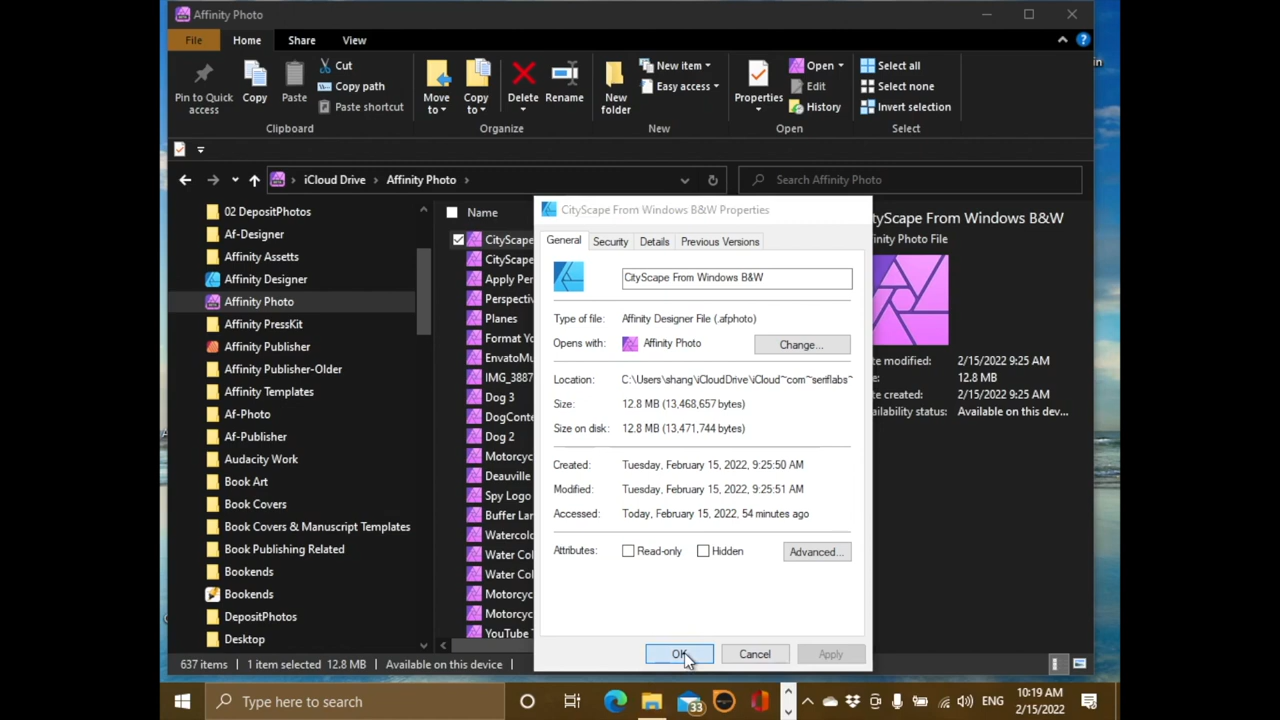 Affinity Photo
File Home Share View
Pin to Quick access
Copy
Paste
Cut
Copy path
Paste shortcut
Clipboard
Move to
Copy to
Delete
Rename
Organize
New folder
New item
Easy access
New
Properties
Open
Edit
History
Open
Select all
Select none
Invert selection
Select
iCloud Drive > Affinity Photo >
Search Affinity Photo
02 DepositPhotos
Af-Designer
Affinity Assetts
Affinity Designer
Affinity Photo
Affinity PressKit
Affinity Publisher
Affinity Publisher-Older
Affinity Templates
Af-Photo
Af-Publisher
Audacity Work
Book Art
Book Covers
Book Covers & Manuscript Templates
Book Publishing Related
Bookends
Bookends
DepositPhotos
Desktop
Name
CityScape
CityScape
Apply Per
Perspectiv
Planes
Format Yo
EnvatoMu
IMG_3887
Dog 3
DogConte
Dog 2
Motorcyc
Deauville
Spy Logo
Buffer Lan
Watercolo
Water Col
Water Col
Motorcyc
Motorcyc
YouTube T
CityScape From Windows B&W Properties
General Security Details Previous Versions
CityScape From Windows B&W
Type of file: Affinity Designer File (.afphoto)
Opens with: Affinity Photo Change...
Location: C:\Users\shang\iCloudDrive\iCloud~com~seriflabs~
Size: 12.8 MB (13,468,657 bytes)
Size on disk: 12.8 MB (13,471,744 bytes)
Created: Tuesday, February 15, 2022, 9:25:50 AM
Modified: Tuesday, February 15, 2022, 9:25:51 AM
Accessed: Today, February 15, 2022, 54 minutes ago
Attributes: Read-only Hidden Advanced...
OK Cancel Apply
tyScape From Windows B&W
finity Photo File
ate modified: 2/15/2022 9:25 AM
e: 12.8 MB
ate created: 2/15/2022 9:25 AM
ailability status: Available on this dev...
637 items 1 item selected 12.8 MB Available on this device
in
Type here to search
33
ENG
10:19 AM
2/15/2022